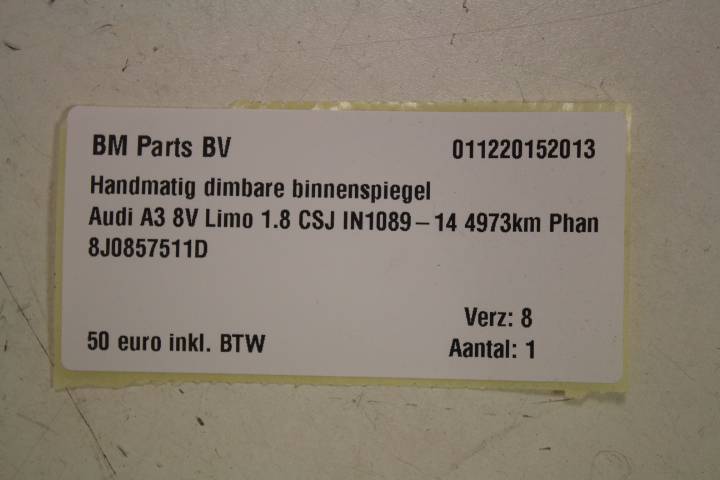 BM Parts BV 011220152013
Handmatig dimbare binnenspiegel
Audi A3 8V Limo 1.8 CSJ IN1089-14 4973km Phan
8J0857511D
Verz: 8
50 euro inkl. BTW Aantal: 1